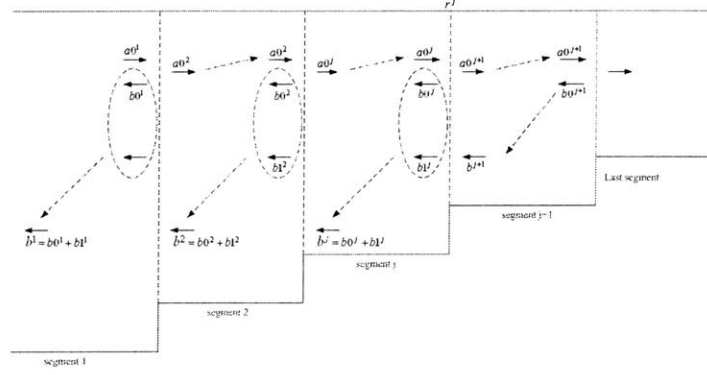 r^J
a0^1 a0^2 a0^2 a0^J a0^J a0^{J+1} a0^{J+1}
b0^1 b0^2 b0^J b0^{J+1}
b1^2 b1^J b^{J+1}
Last segment
segment j+1
b^1 = b0^1 + b1^1 b^2 = b0^2 + b1^2 b^J = b0^J + b1^J
segment j
segment 2
segment 1